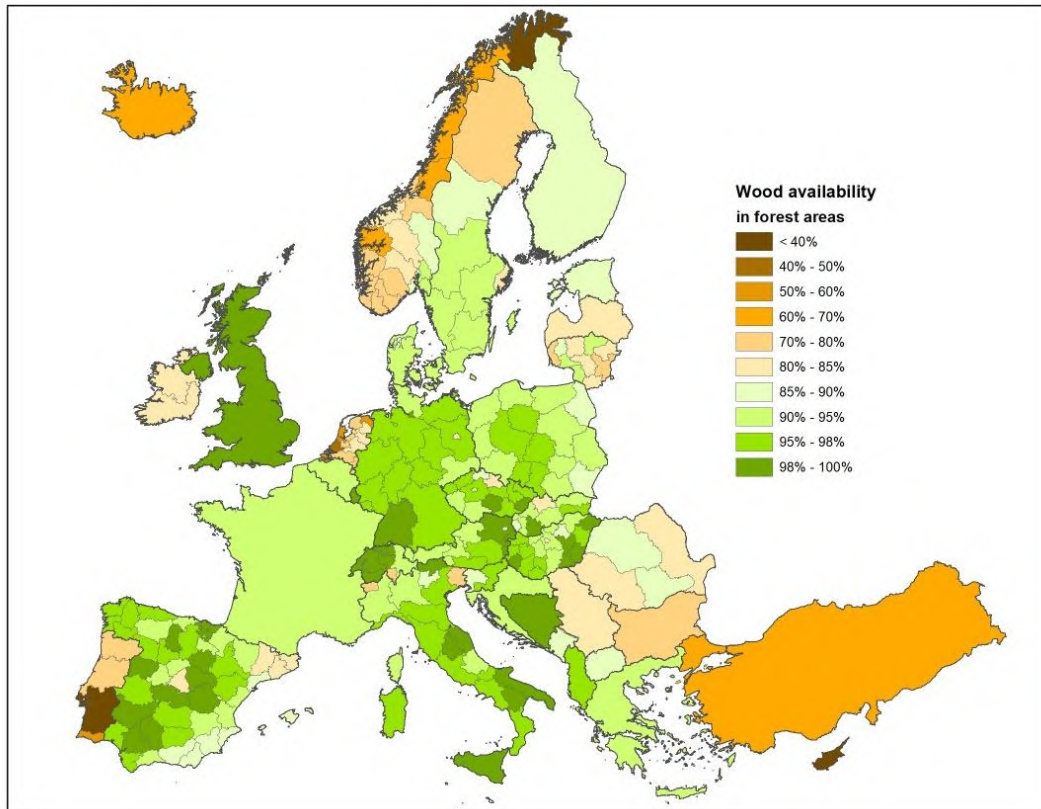 Wood availability
in forest areas
< 40%
40% - 50%
50% - 60%
60% - 70%
70% - 80%
80% - 85%
85% - 90%
90% - 95%
95% - 98%
98% - 100%